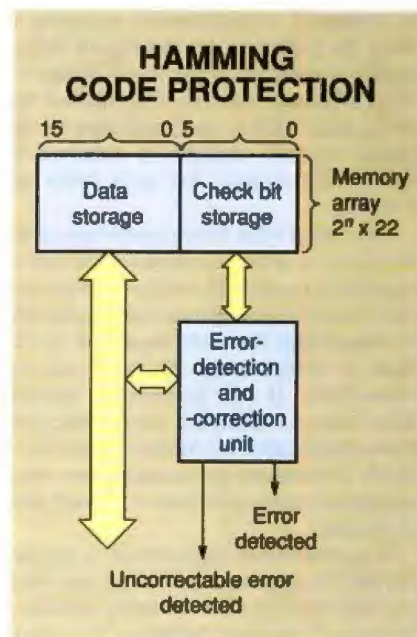 HAMMING
CODE PROTECTION
15 0 5 0
Data
storage
Check bit
storage
Memory
array
2ⁿ x 22
Error-
detection
and
-correction
unit
Error
detected
Uncorrectable error
detected